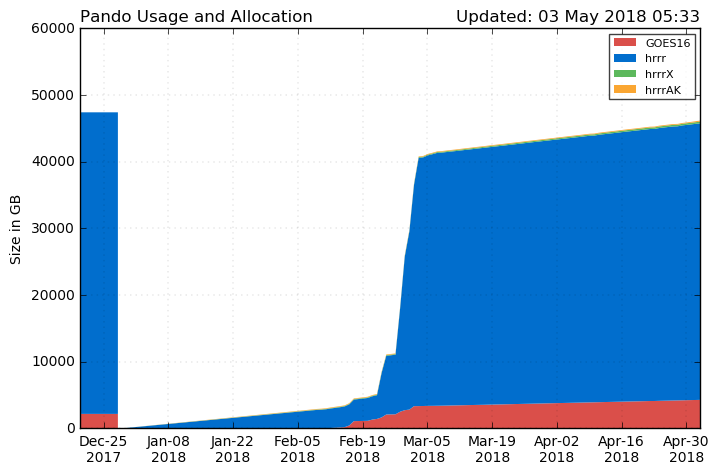 Pando Usage and Allocation
Updated: 03 May 2018 05:33
GOES16
hrrr
hrrrX
hrrrAK
Size in GB
60000
50000
40000
30000
20000
10000
0
Dec-25 Jan-08 Jan-22 Feb-05 Feb-19 Mar-05 Mar-19 Apr-02 Apr-16 Apr-30
2017 2018 2018 2018 2018 2018 2018 2018 2018 2018